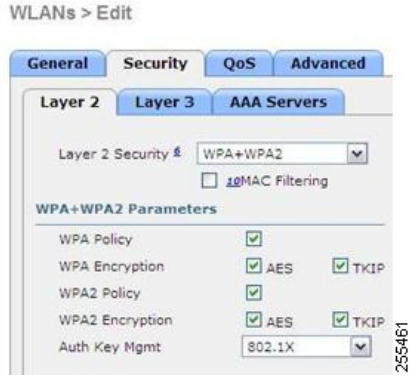 WLANs > Edit
General Security QoS Advanced
Layer 2 Layer 3 AAA Servers
Layer 2 Security 6 WPA+WPA2
10MAC Filtering
WPA+WPA2 Parameters
WPA Policy
WPA Encryption AES TKIP
WPA2 Policy
WPA2 Encryption AES TKIP
Auth Key Mgmt 802.1X
255461